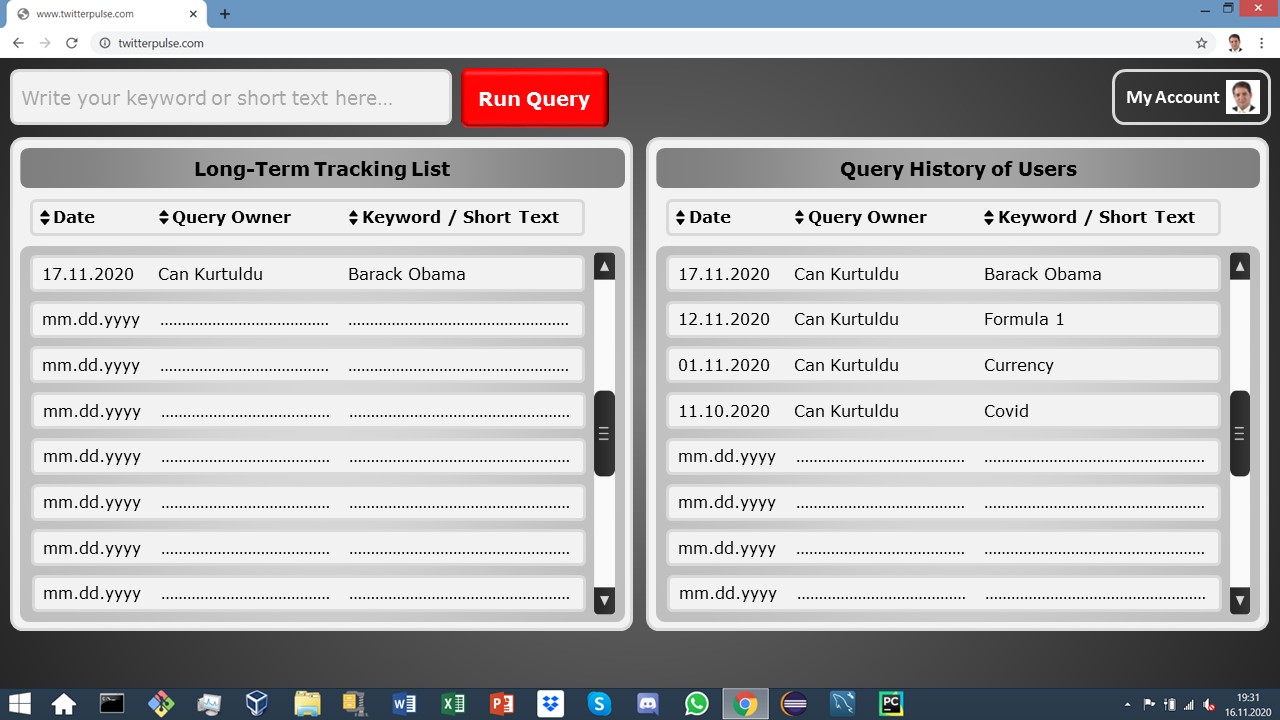 www.twitterpulse.com
twitterpulse.com
Write your keyword or short text here...
Run Query
My Account
Long-Term Tracking List
Date Query Owner Keyword / Short Text
17.11.2020 Can Kurtuldu Barack Obama
mm.dd.yyyy ....................................... ...................................................
mm.dd.yyyy ....................................... ...................................................
mm.dd.yyyy ....................................... ...................................................
mm.dd.yyyy ....................................... ...................................................
mm.dd.yyyy ....................................... ...................................................
mm.dd.yyyy ....................................... ...................................................
mm.dd.yyyy ....................................... ...................................................
Query History of Users
Date Query Owner Keyword / Short Text
17.11.2020 Can Kurtuldu Barack Obama
12.11.2020 Can Kurtuldu Formula 1
01.11.2020 Can Kurtuldu Currency
11.10.2020 Can Kurtuldu Covid
mm.dd.yyyy ....................................... ...................................................
mm.dd.yyyy ....................................... ...................................................
mm.dd.yyyy ....................................... ...................................................
mm.dd.yyyy ....................................... ...................................................
PC
19:31
16.11.2020